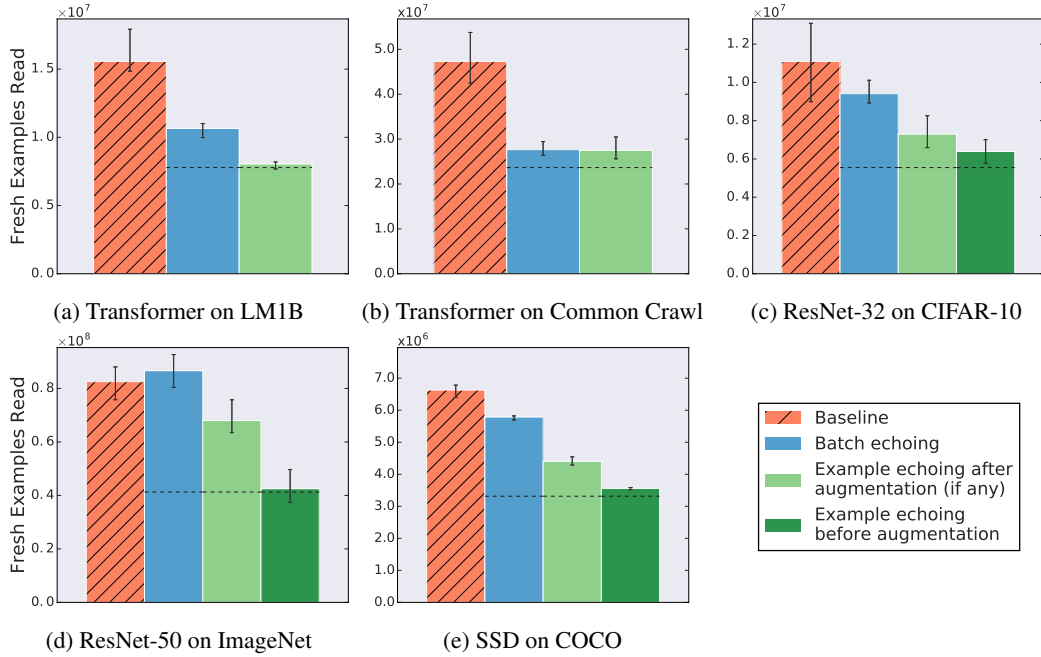 ×10⁷
Fresh Examples Read
1.5
1.0
0.5
0.0
(a) Transformer on LM1B
×10⁷
5.0
4.0
3.0
2.0
1.0
0.0
(b) Transformer on Common Crawl
×10⁷
1.2
1.0
0.8
0.6
0.4
0.2
0.0
(c) ResNet-32 on CIFAR-10
×10⁸
Fresh Examples Read
0.8
0.6
0.4
0.2
0.0
(d) ResNet-50 on ImageNet
×10⁶
7.0
6.0
5.0
4.0
3.0
2.0
1.0
0.0
(e) SSD on COCO
Baseline
Batch echoing
Example echoing after
augmentation (if any)
Example echoing
before augmentation